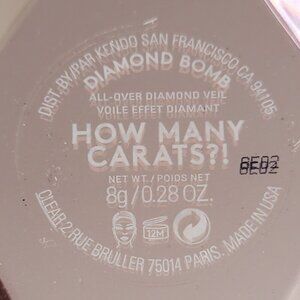 DIST. BY/PAR KENDO SAN FRANCISCO CA 94105
DIAMOND BOMB
ALL-OVER DIAMOND VEIL
VOILE EFFET DIAMANT
HOW MANY
CARATS?!
NET WT./POIDS NET
8g/0.28 OZ.
12M
CLEAR 2, RUE BRULLER 75014 PARIS. MADE IN USA